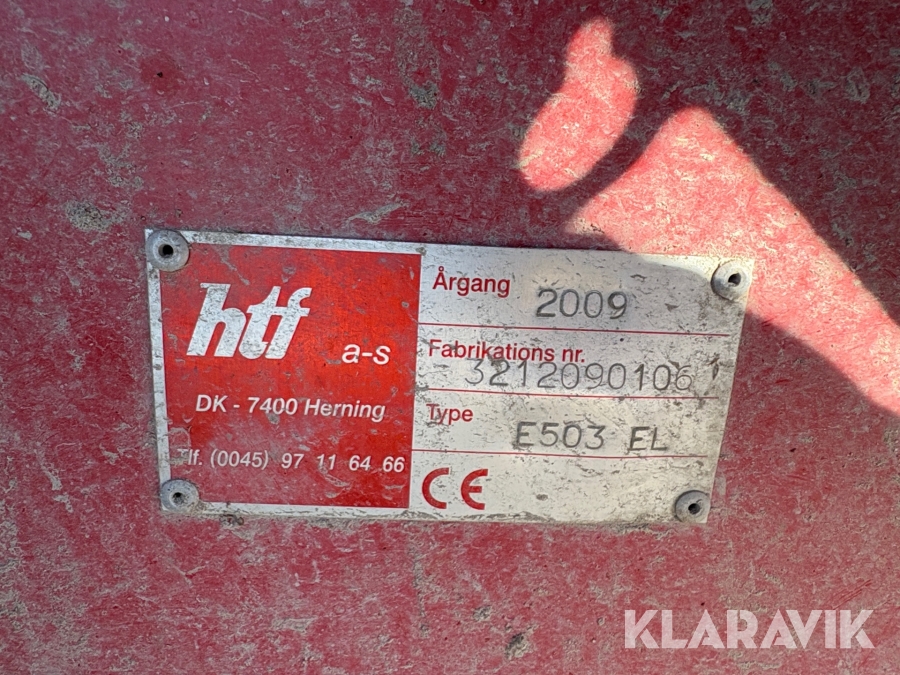 htf a-s
DK - 7400 Herning
Tlf. (0045) 97 11 64 66
Årgang 2009
Fabrikations nr.
3212090106
Type E503 EL
CE
KLARAVIK